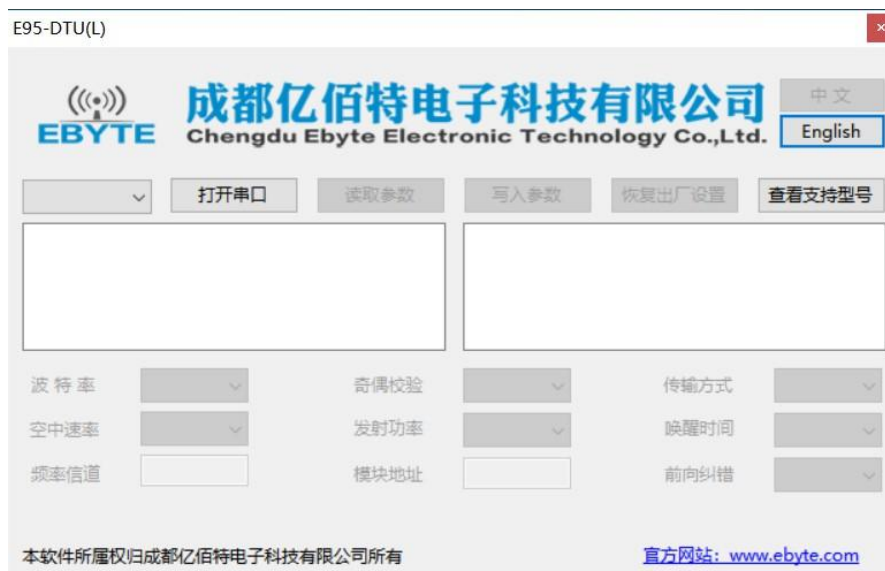 E95-DTU(L)
EBYTE
成都亿佰特电子科技有限公司
Chengdu Ebyte Electronic Technology Co.,Ltd.
中 文
English
打开串口 读取参数 写入参数 恢复出厂设置 查看支持型号
波 特 率 奇偶校验 传输方式
空中速率 发射功率 唤醒时间
频率信道 模块地址 前向纠错
本软件所属权归成都亿佰特电子科技有限公司所有 官方网站：www.ebyte.com